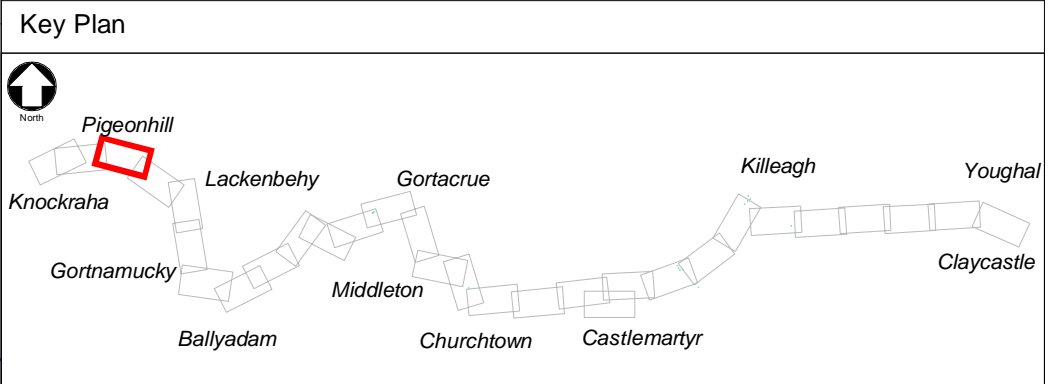 Key Plan
North
Pigeonhill
Knockraha
Lackenbehy
Gortacrue
Killeagh
Youghal
Gortnamucky
Middleton
Claycastle
Ballyadam
Churchtown
Castlemartyr